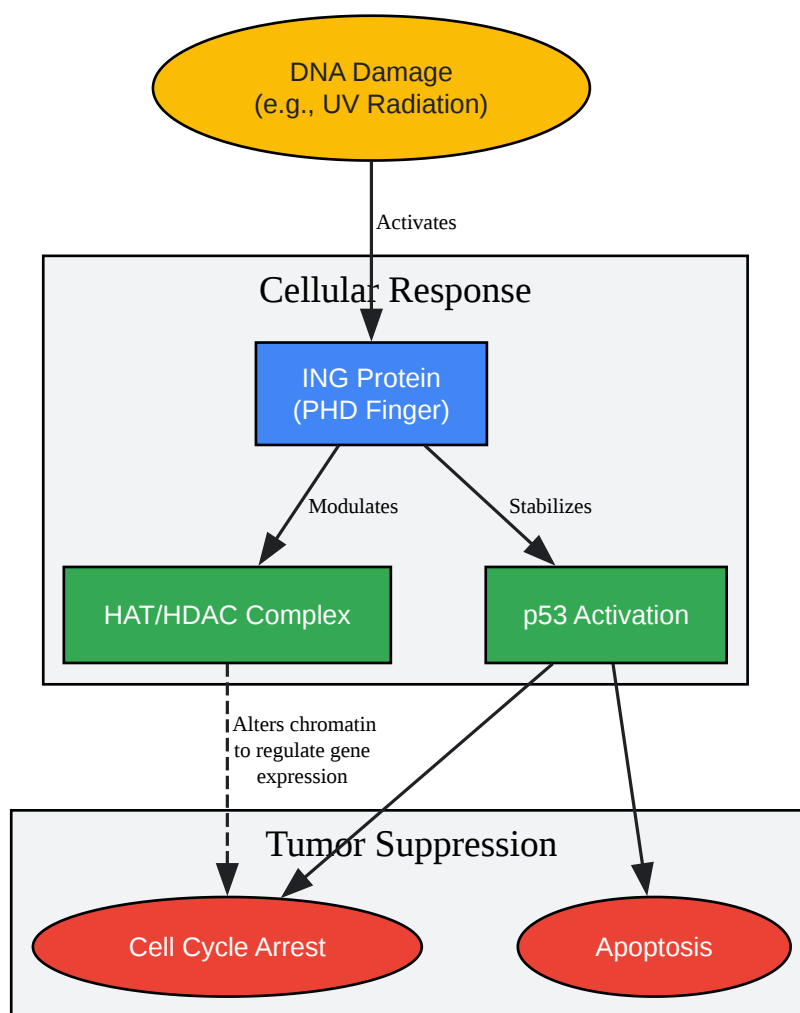 DNA Damage
(e.g., UV Radiation)
Activates
Cellular Response
ING Protein
(PHD Finger)
Modulates
Stabilizes
HAT/HDAC Complex
p53 Activation
Alters chromatin
to regulate gene
expression
Tumor Suppression
Cell Cycle Arrest
Apoptosis